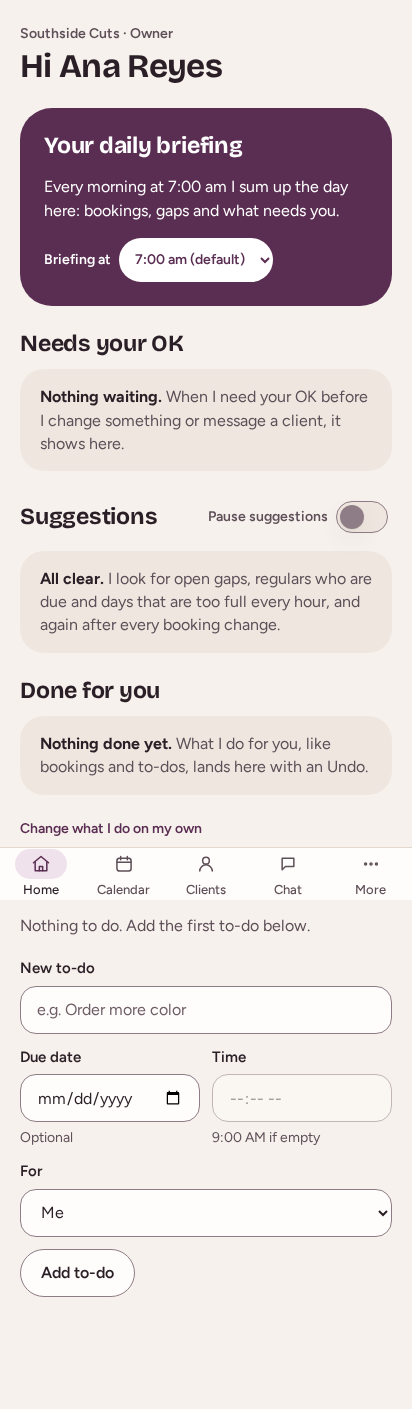 Southside Cuts · Owner
Hi Ana Reyes
Your daily briefing
Every morning at 7:00 am I sum up the day
here: bookings, gaps and what needs you.
Briefing at 7:00 am (default)
Needs your OK
Nothing waiting. When I need your OK before
I change something or message a client, it
shows here.
Suggestions Pause suggestions
All clear. I look for open gaps, regulars who are
due and days that are too full every hour, and
again after every booking change.
Done for you
Nothing done yet. What I do for you, like
bookings and to-dos, lands here with an Undo.
Change what I do on my own
Home Calendar Clients Chat More
Nothing to do. Add the first to-do below.
New to-do
e.g. Order more color
Due date Time
mm/dd/yyyy --:-- --
Optional 9:00 AM if empty
For
Me
Add to-do